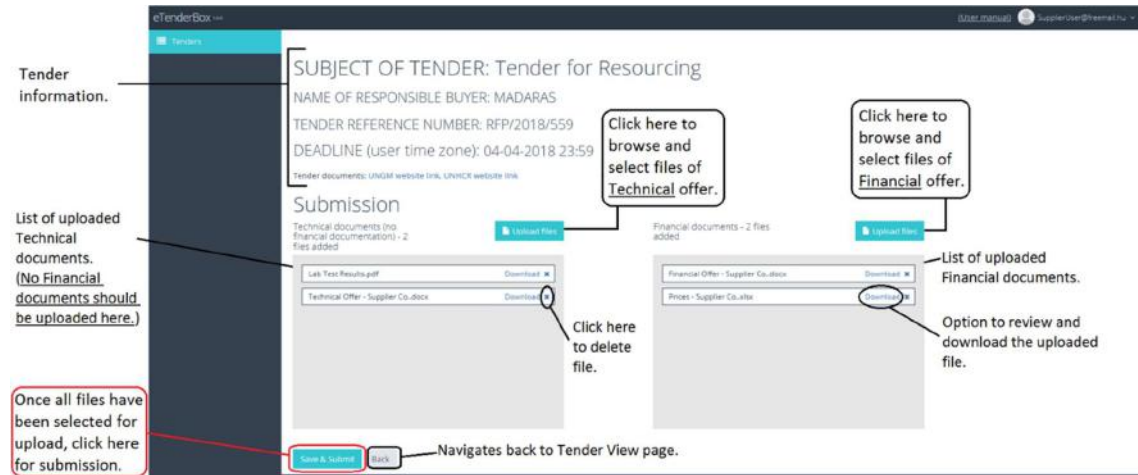 eTenderBox
(User manual) SupplierUser@freemail.hu
Tenders
Tender
information.
SUBJECT OF TENDER: Tender for Resourcing
NAME OF RESPONSIBLE BUYER: MADARAS
TENDER REFERENCE NUMBER: RFP/2018/559
DEADLINE (user time zone): 04-04-2018 23:59
Tender documents: UNGM website link, UNHCR website link
Click here to
browse and
select files of
Technical offer.
Click here to
browse and
select files of
Financial offer.
Submission
Technical documents (no
financial documentation) - 2
files added
Upload files
Financial documents - 2 files
added
Upload files
List of uploaded
Technical
documents.
(No Financial
documents should
be uploaded here.)
Lab Test Results.pdf Download ✖
Technical Offer - Supplier Co..docx Download ✖
Financial Offer - Supplier Co..docx Download ✖
Prices - Supplier Co..xlsx Download ✖
List of uploaded
Financial documents.
Click here
to delete
file.
Option to review and
download the uploaded
file.
Once all files have
been selected for
upload, click here
for submission.
Save & Submit
Back
Navigates back to Tender View page.